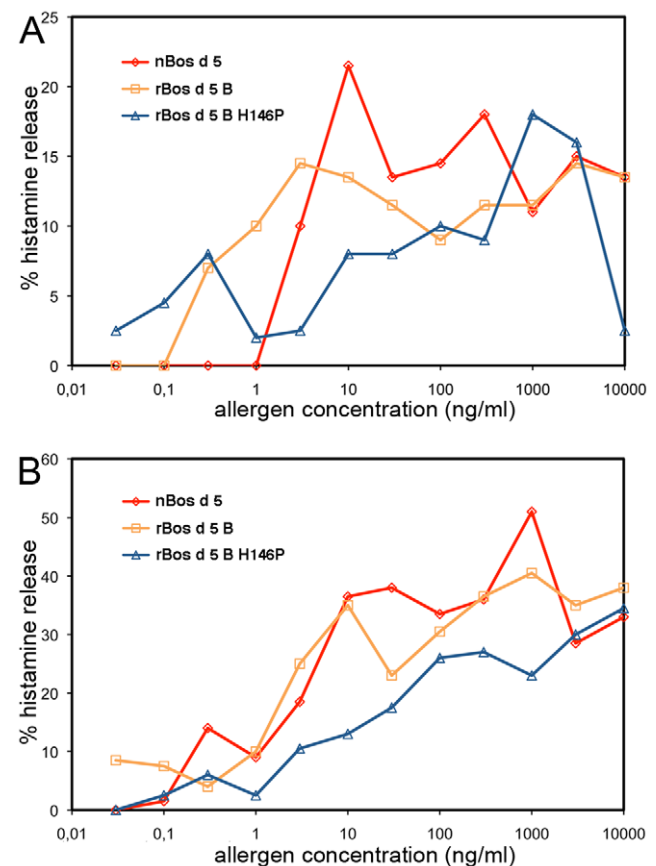 A
nBos d 5
rBos d 5 B
rBos d 5 B H146P
% histamine release
25
20
15
10
5
0
0,01 0,1 1 10 100 1000 10000
allergen concentration (ng/ml)
B
nBos d 5
rBos d 5 B
rBos d 5 B H146P
% histamine release
60
50
40
30
20
10
0
0,01 0,1 1 10 100 1000 10000
allergen concentration (ng/ml)